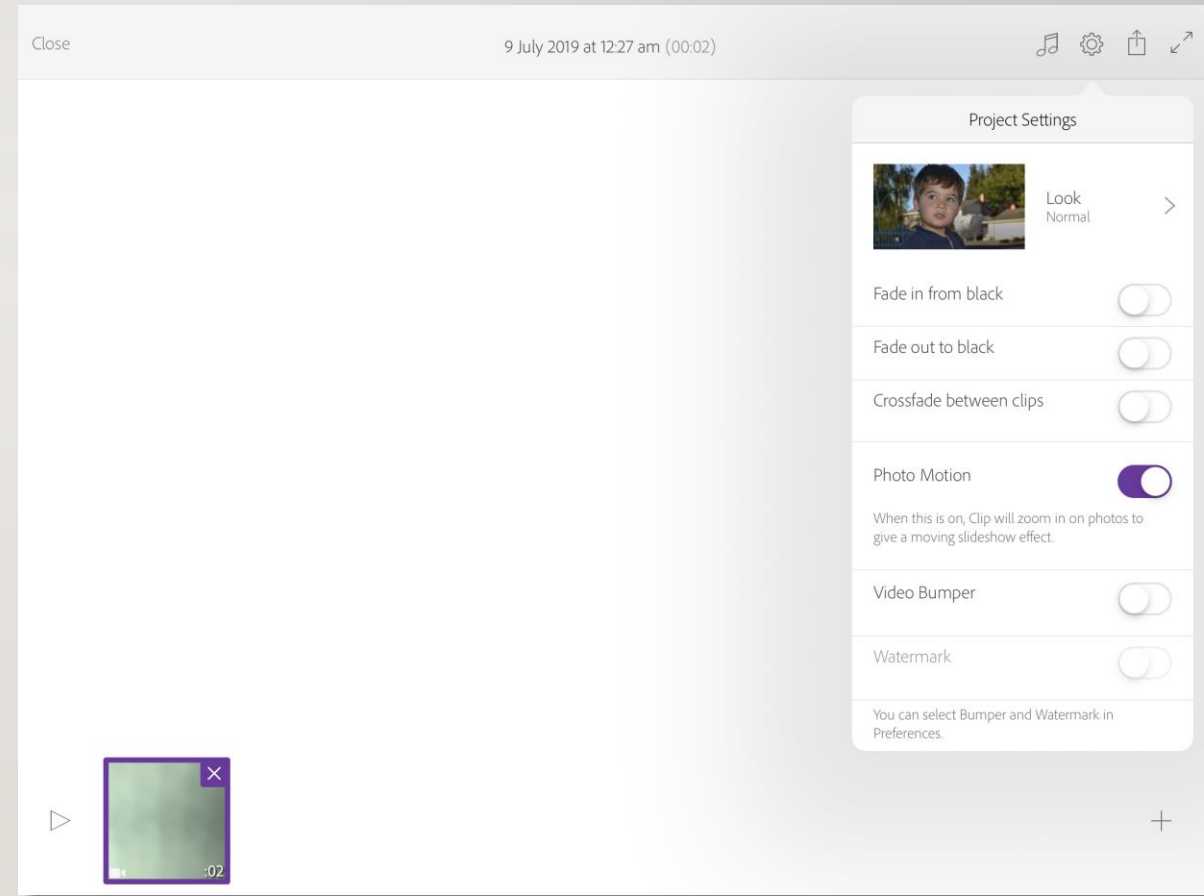 Close
9 July 2019 at 12:27 am (00:02)
Project Settings
Look
Normal
Fade in from black
Fade out to black
Crossfade between clips
Photo Motion
When this is on, Clip will zoom in on photos to
give a moving slideshow effect.
Video Bumper
Watermark
You can select Bumper and Watermark in
Preferences.
:02